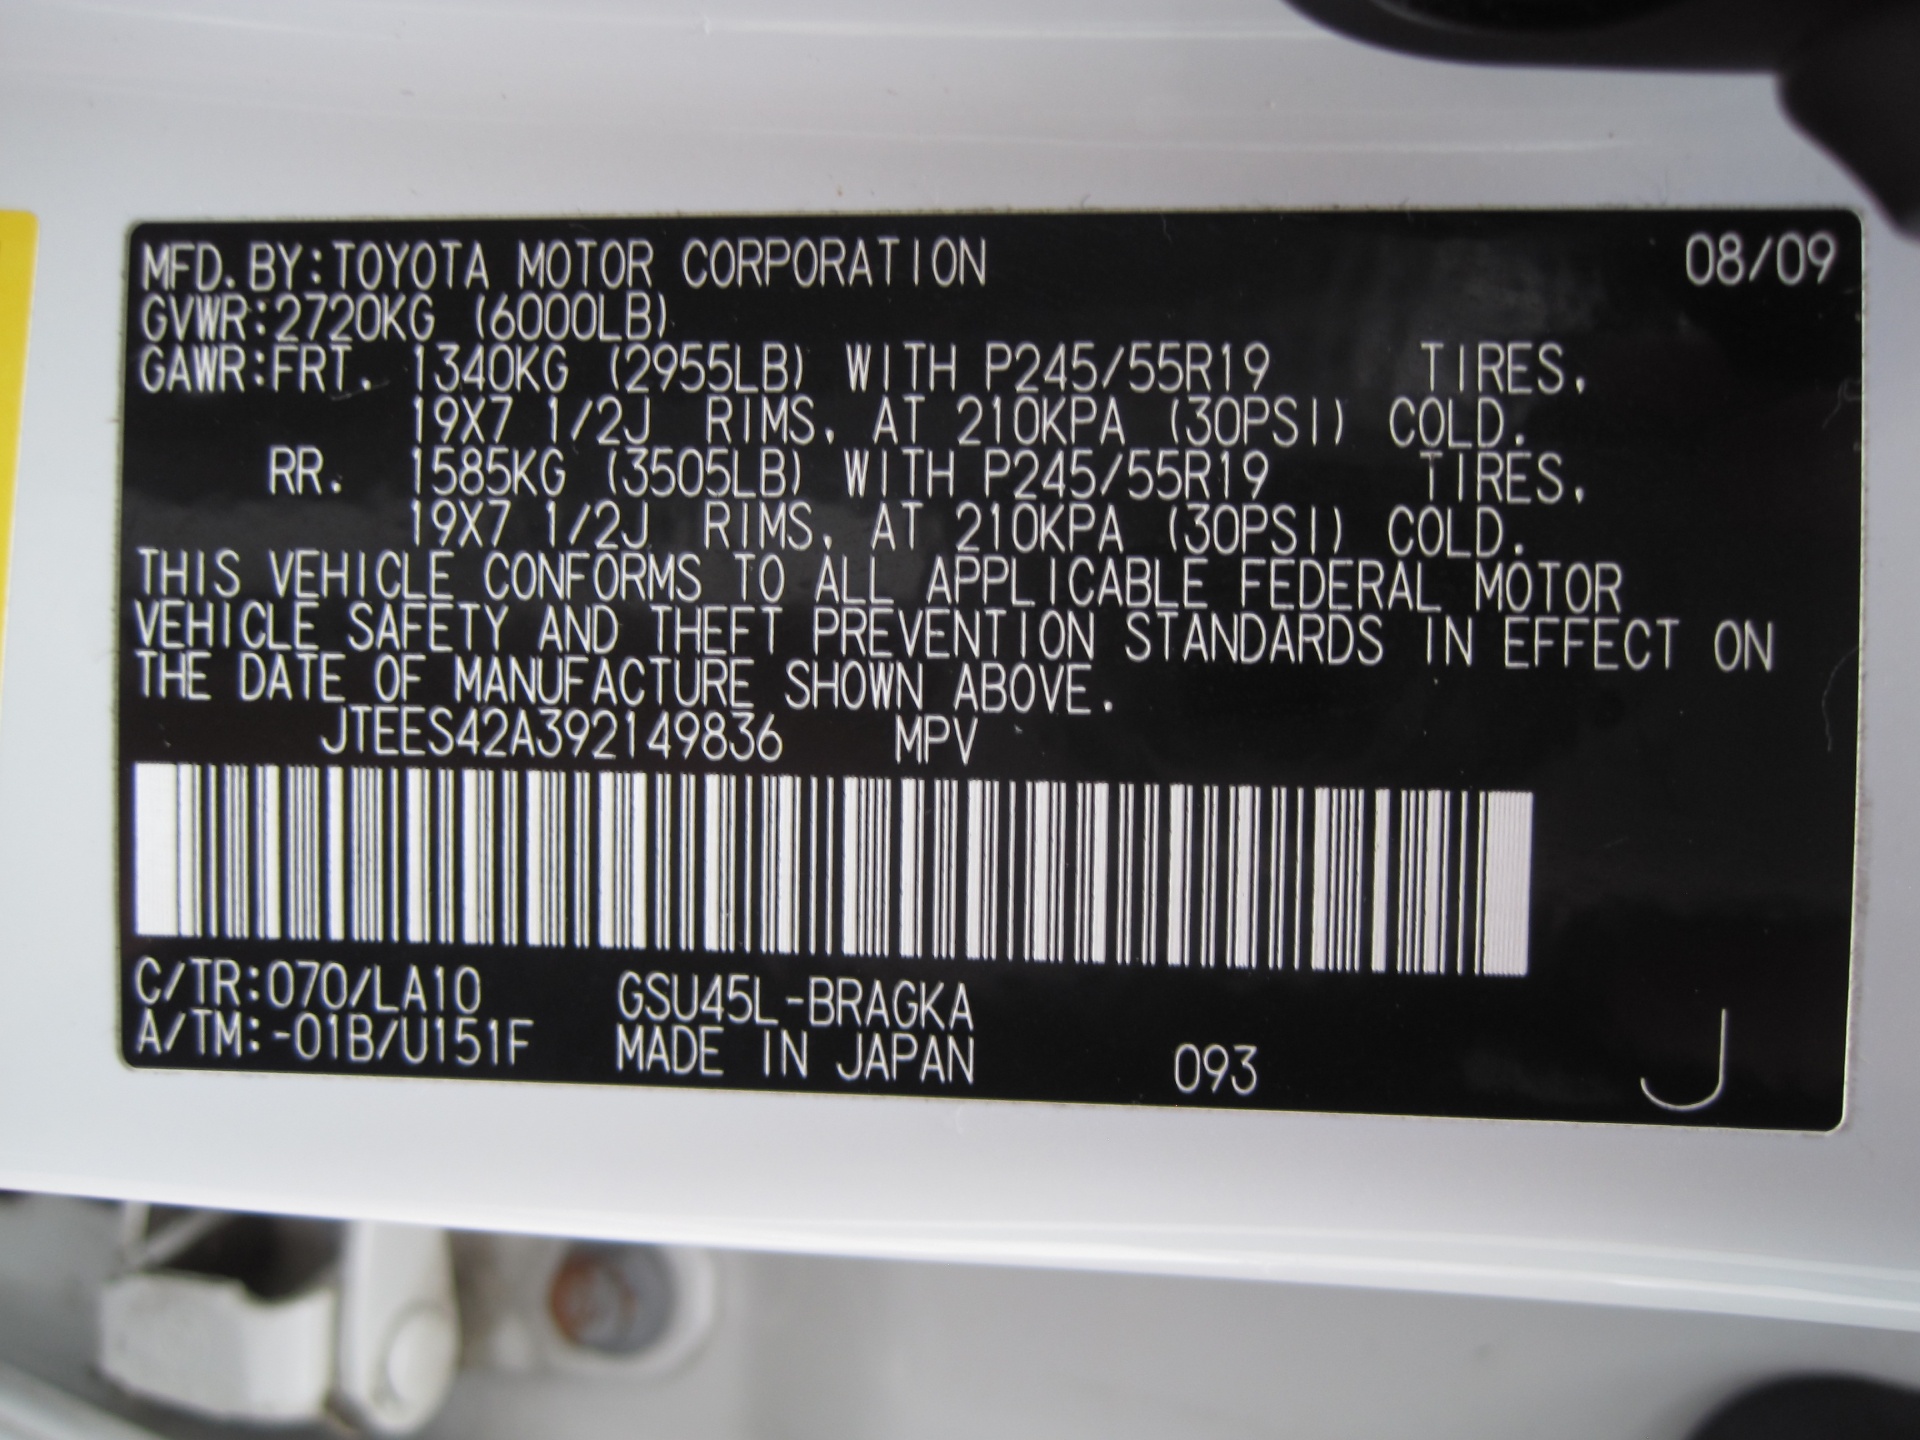 MFD. BY:TOYOTA MOTOR CORPORATION 08/09
GVWR:2720KG (6000LB)
GAWR:FRT. 1340KG (2955LB) WITH P245/55R19 TIRES,
19X7 1/2J RIMS, AT 210KPA (30PSI) COLD.
RR. 1585KG (3505LB) WITH P245/55R19 TIRES,
19X7 1/2J RIMS, AT 210KPA (30PSI) COLD.
THIS VEHICLE CONFORMS TO ALL APPLICABLE FEDERAL MOTOR
VEHICLE SAFETY AND THEFT PREVENTION STANDARDS IN EFFECT ON
THE DATE OF MANUFACTURE SHOWN ABOVE.
JTEES42A392149836 MPV
C/TR:070/LA10 GSU45L-BRAGKA
A/TM:-01B/U151F MADE IN JAPAN 093 J